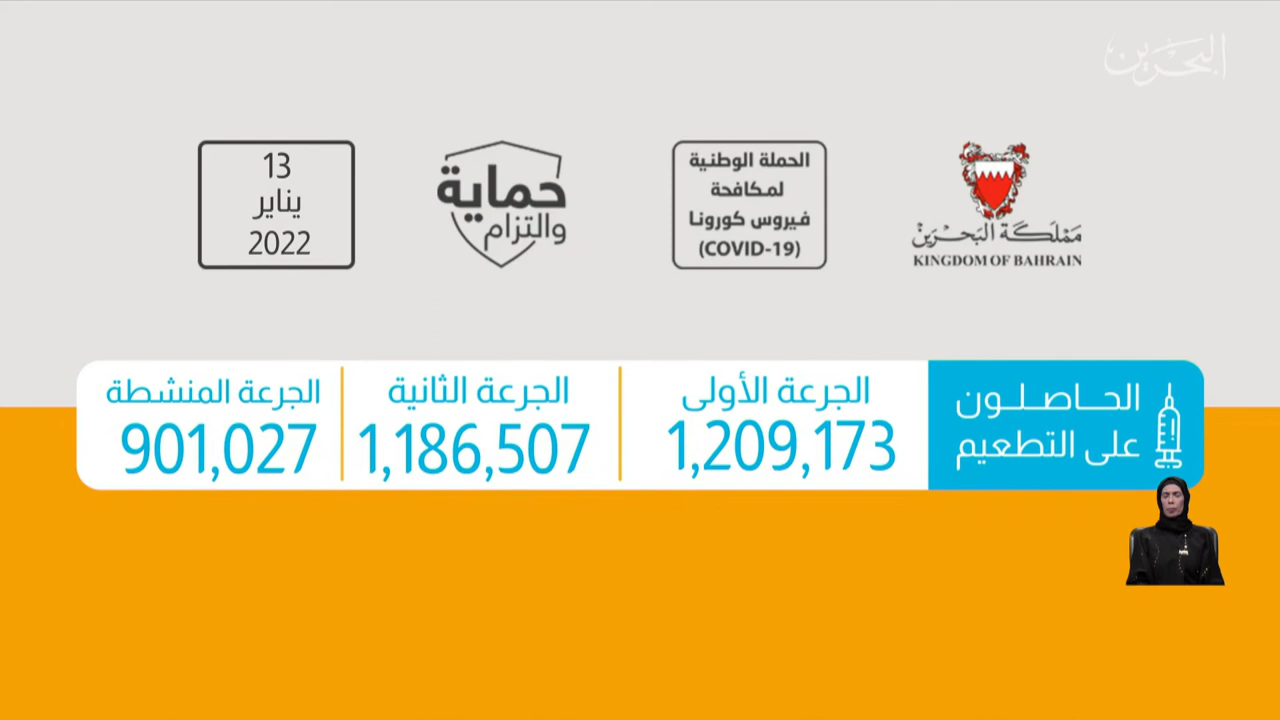 البحرين
مملكة البحرين
KINGDOM OF BAHRAIN
الحملة الوطنية
لمكافحة
فيروس كورونا
(COVID-19)
حماية
والتزام
13
يناير
2022
الحاصلون
على التطعيم
الجرعة الأولى
1,209,173
الجرعة الثانية
1,186,507
الجرعة المنشطة
901,027